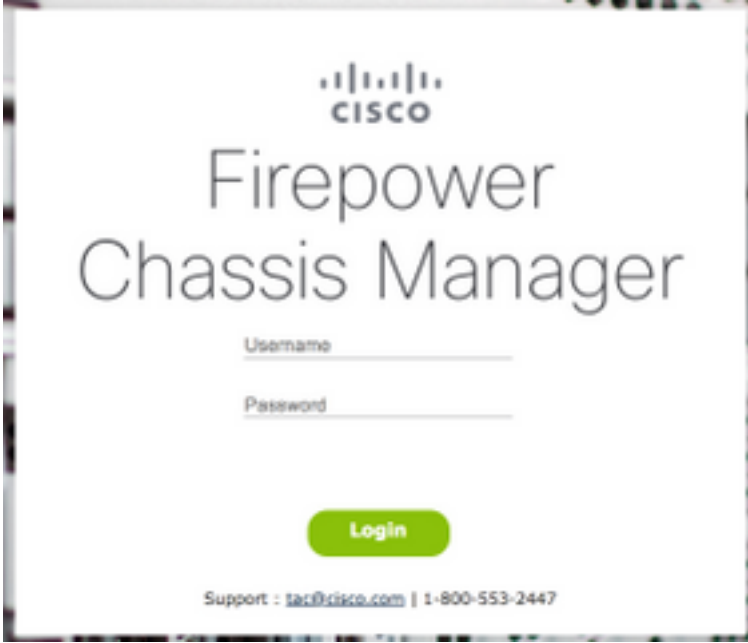 CISCO
Firepower
Chassis Manager
Username
Password
Login
Support : tac@cisco.com | 1-800-553-2447